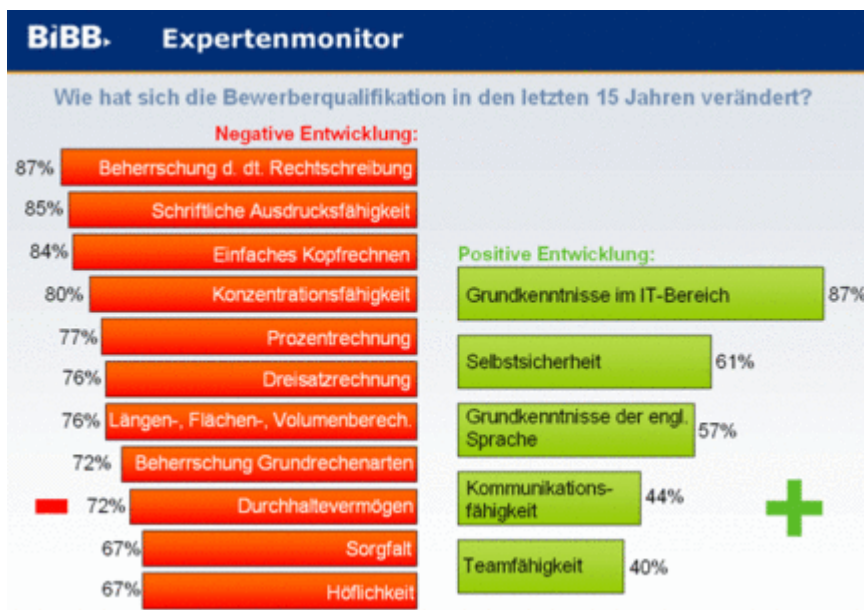 BiBB▸ Expertenmonitor
Wie hat sich die Bewerberqualifikation in den letzten 15 Jahren verändert?
Negative Entwicklung:
87% Beherrschung d. dt. Rechtschreibung
85% Schriftliche Ausdrucksfähigkeit
84% Einfaches Kopfrechnen
80% Konzentrationsfähigkeit
77% Prozentrechnung
76% Dreisatzrechnung
76% Längen-, Flächen-, Volumenberech.
72% Beherrschung Grundrechenarten
72% Durchhaltevermögen
67% Sorgfalt
67% Höflichkeit
Positive Entwicklung:
Grundkenntnisse im IT-Bereich 87%
Selbstsicherheit 61%
Grundkenntnisse der engl.
Sprache 57%
Kommunikations-
fähigkeit 44%
Teamfähigkeit 40%